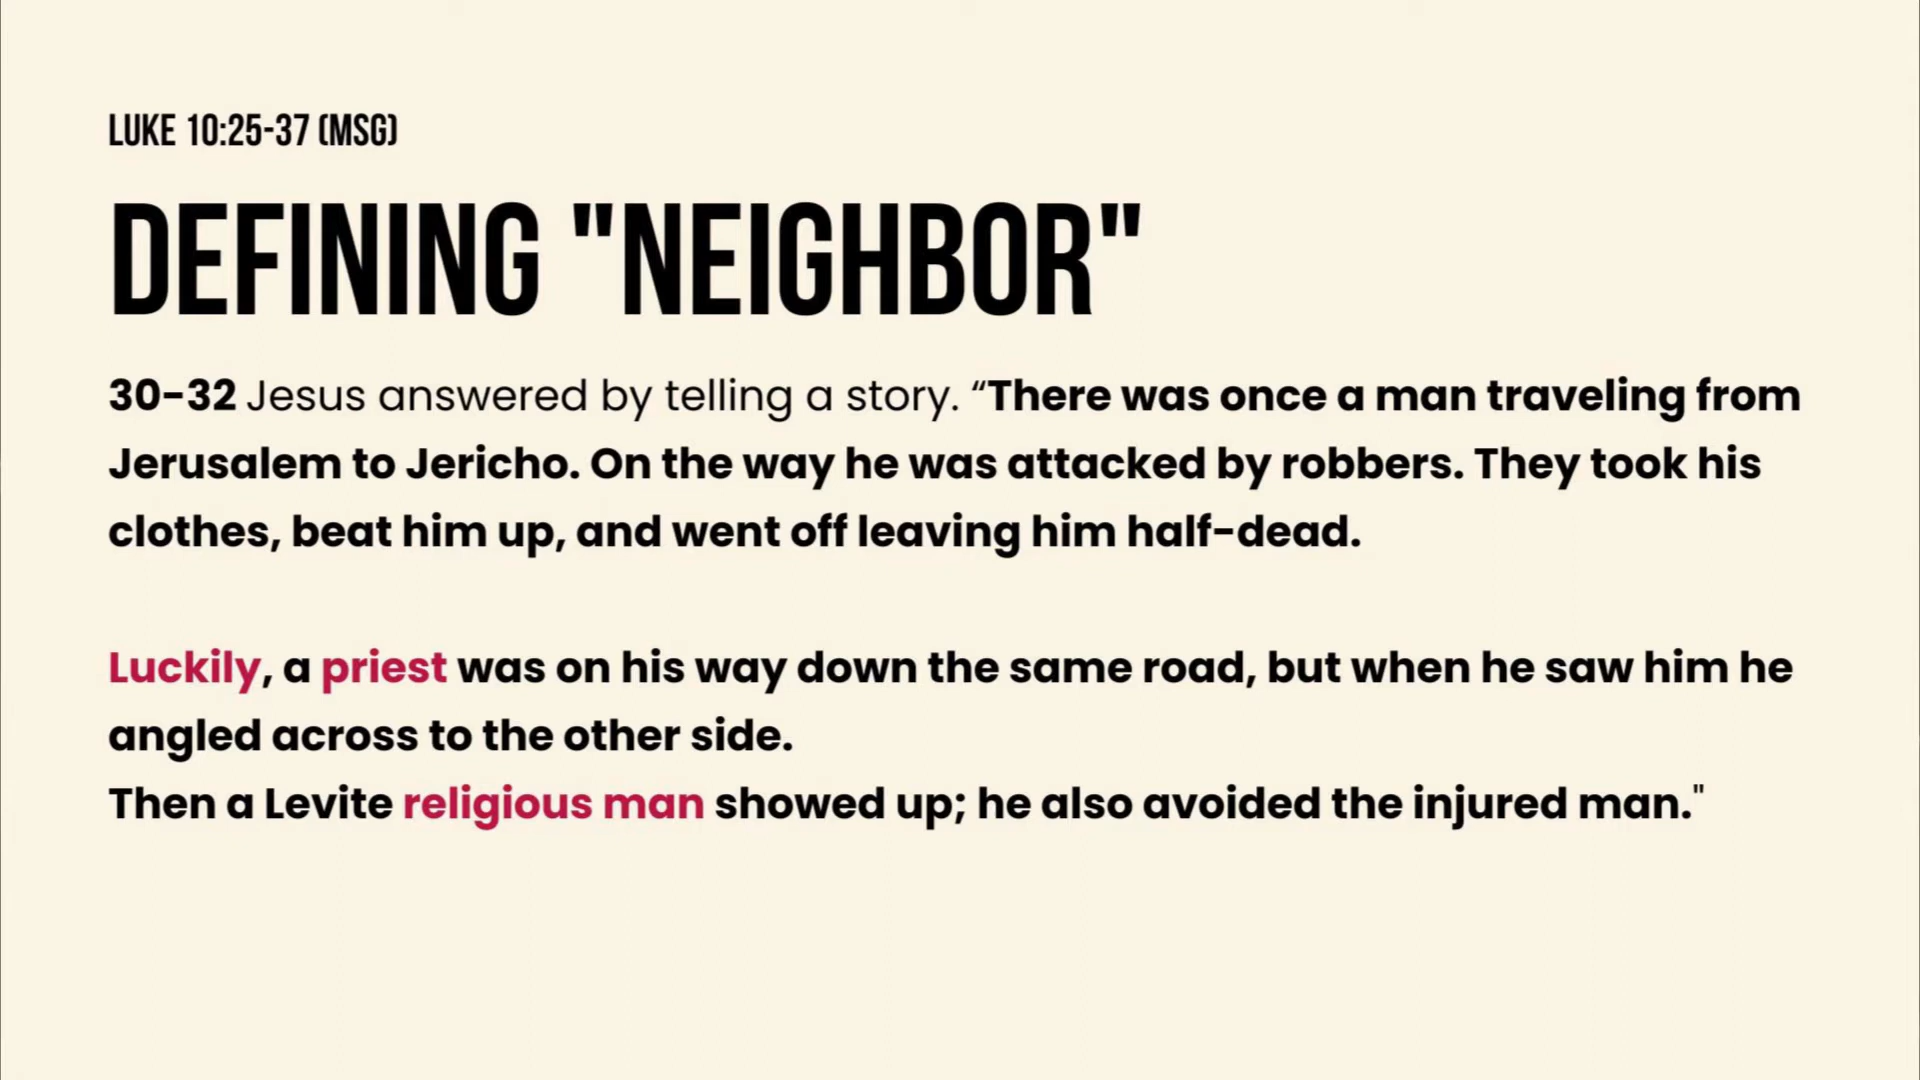 LUKE 10:25-37 (MSG)
DEFINING "NEIGHBOR"
30-32 Jesus answered by telling a story. “There was once a man traveling from
Jerusalem to Jericho. On the way he was attacked by robbers. They took his
clothes, beat him up, and went off leaving him half-dead.
Luckily, a priest was on his way down the same road, but when he saw him he
angled across to the other side.
Then a Levite religious man showed up; he also avoided the injured man."